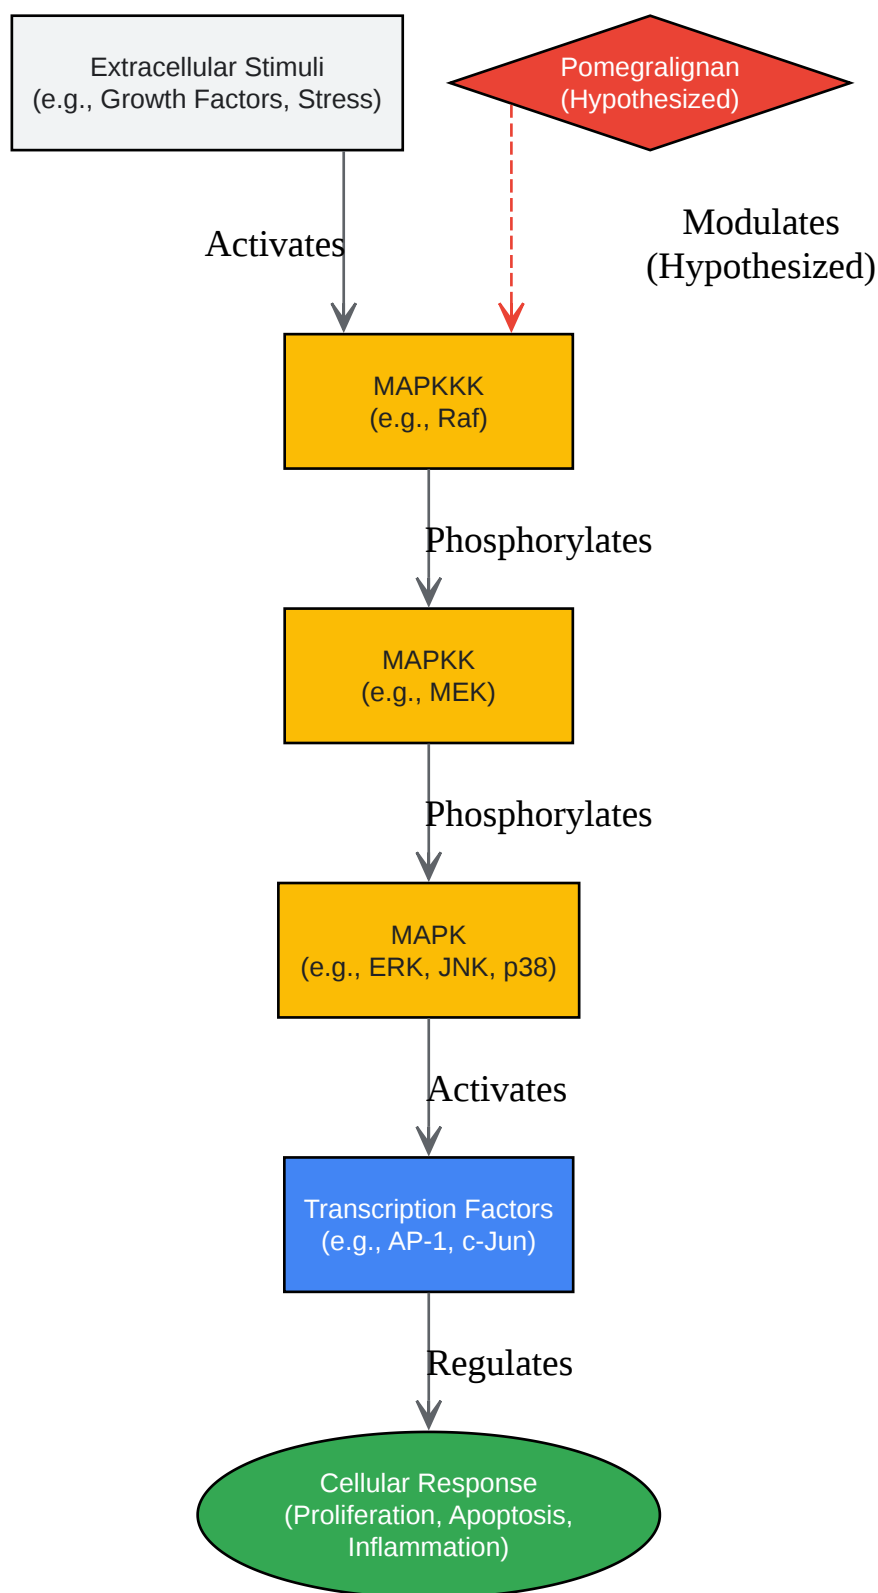 Extracellular Stimuli
(e.g., Growth Factors, Stress)
Pomegralignan
(Hypothesized)
Activates
Modulates
(Hypothesized)
MAPKKK
(e.g., Raf)
Phosphorylates
MAPKK
(e.g., MEK)
Phosphorylates
MAPK
(e.g., ERK, JNK, p38)
Activates
Transcription Factors
(e.g., AP-1, c-Jun)
Regulates
Cellular Response
(Proliferation, Apoptosis,
Inflammation)